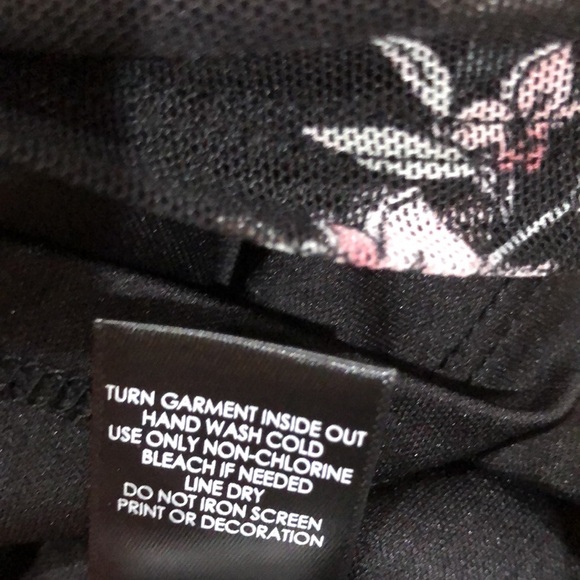 TURN GARMENT INSIDE OUT
HAND WASH COLD
USE ONLY NON-CHLORINE
BLEACH IF NEEDED
LINE DRY
DO NOT IRON SCREEN
PRINT OR DECORATION